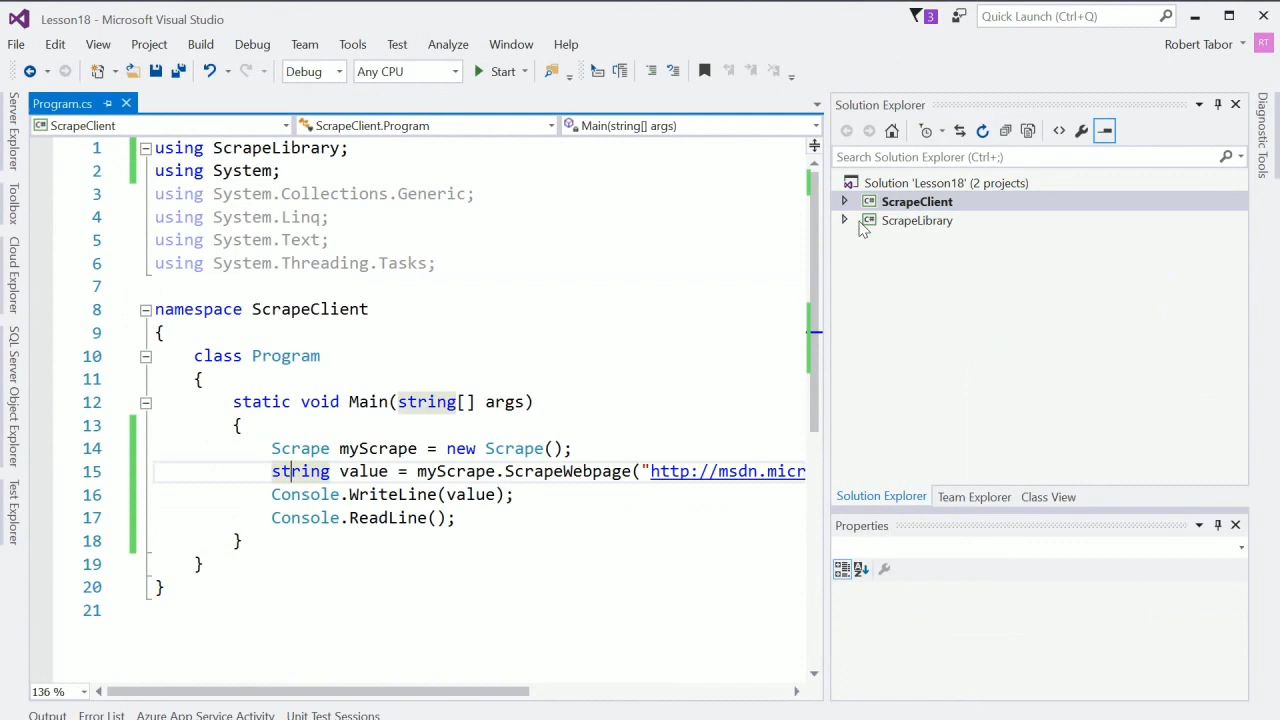 Lesson18 - Microsoft Visual Studio
3
Quick Launch (Ctrl+Q)
File Edit View Project Build Debug Team Tools Test Analyze Window Help
Robert Tabor
RT
Debug
Any CPU
Start
Server Explorer
Toolbox
Cloud Explorer
SQL Server Object Explorer
Test Explorer
Program.cs
ScrapeClient
ScrapeClient.Program
Main(string[] args)
1 using ScrapeLibrary;
2 using System;
3 using System.Collections.Generic;
4 using System.Linq;
5 using System.Text;
6 using System.Threading.Tasks;
7
8 namespace ScrapeClient
9 {
10 class Program
11 {
12 static void Main(string[] args)
13 {
14 Scrape myScrape = new Scrape();
15 string value = myScrape.ScrapeWebpage("http://msdn.micr
16 Console.WriteLine(value);
17 Console.ReadLine();
18 }
19 }
20 }
21
136 %
Solution Explorer
Search Solution Explorer (Ctrl+;)
Solution 'Lesson18' (2 projects)
ScrapeClient
ScrapeLibrary
Solution Explorer Team Explorer Class View
Properties
Diagnostic Tools
Output Error List Azure App Service Activity Unit Test Sessions